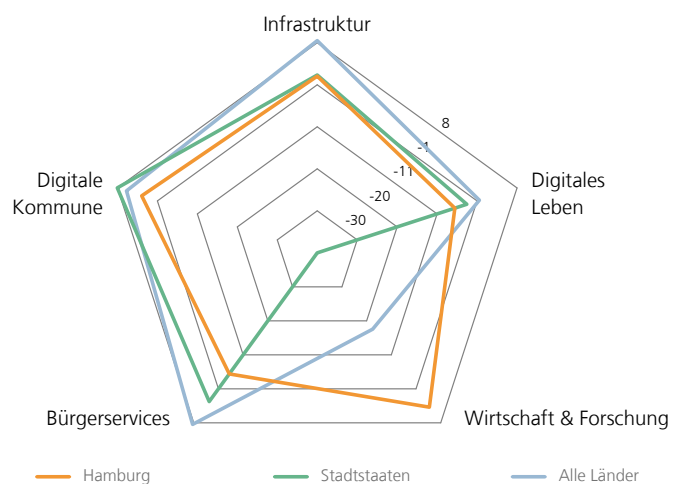 Infrastruktur
8
-1
-11
-20
-30
Digitale
Kommune
Digitales
Leben
Bürgerservices
Wirtschaft & Forschung
Hamburg
Stadtstaaten
Alle Länder